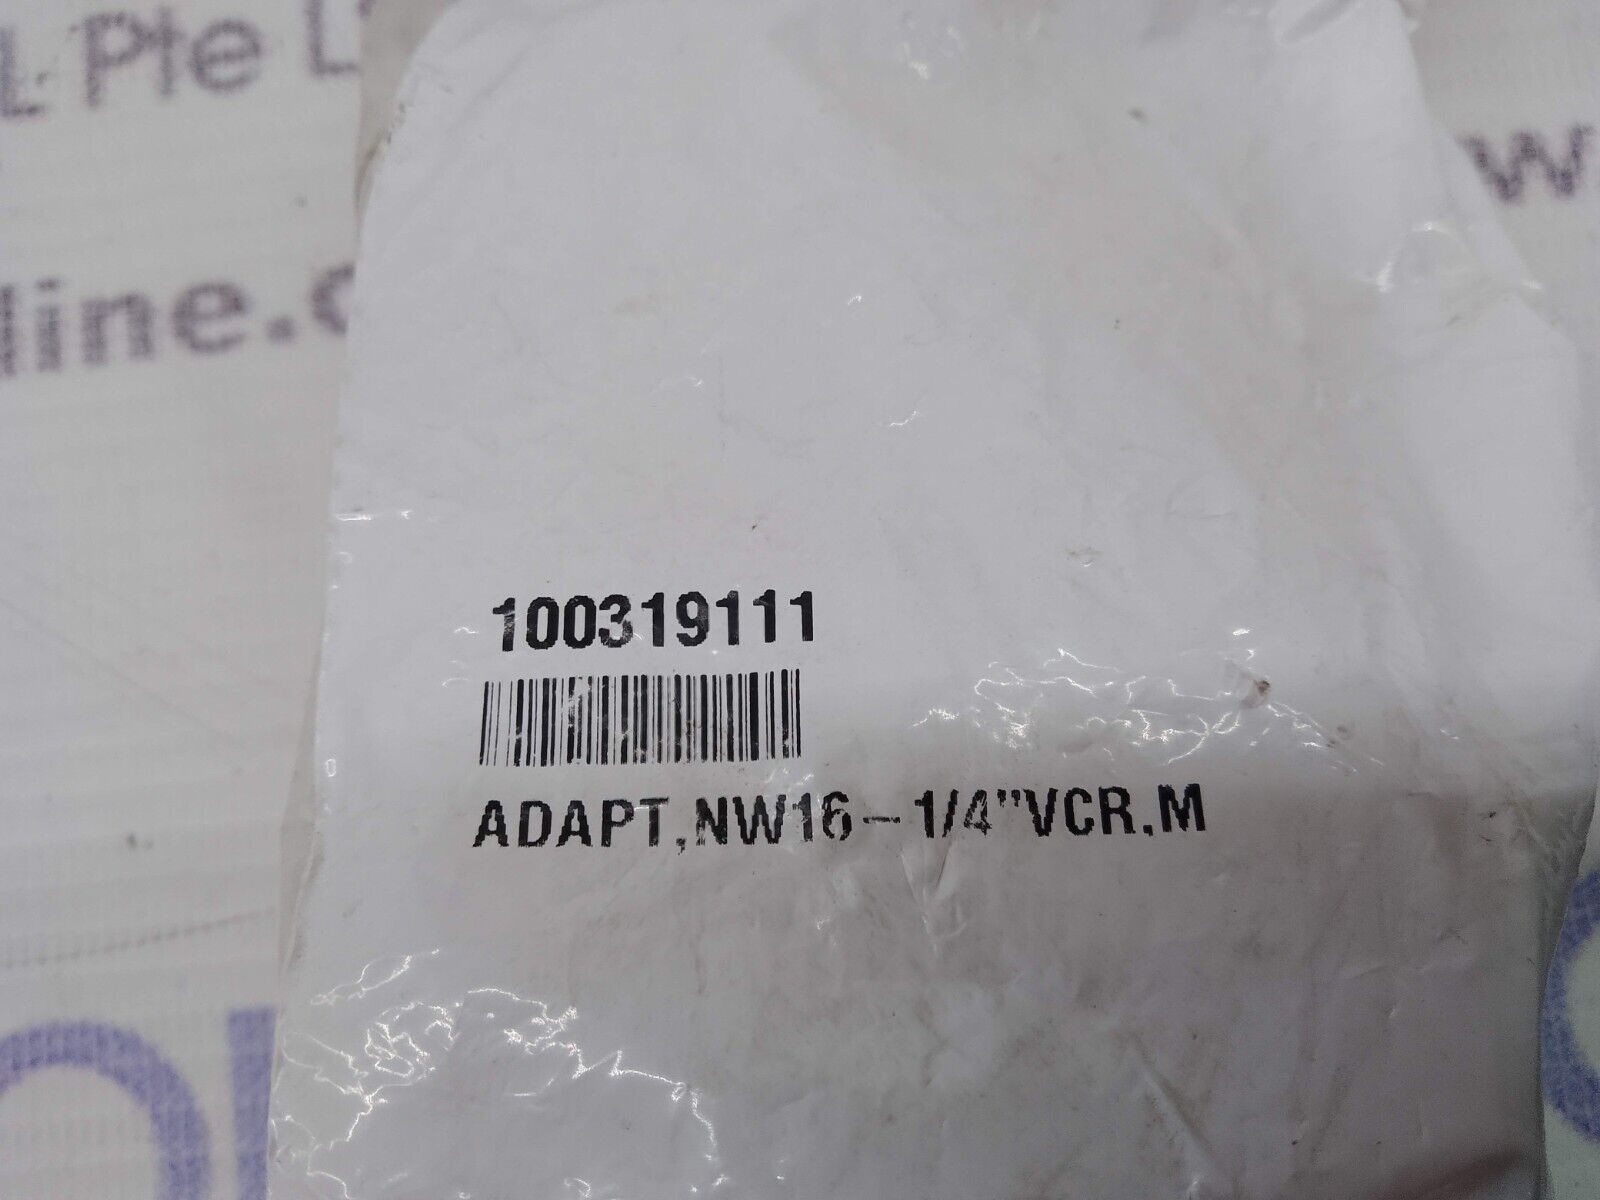 L Pte L
line.c
w.
100319111
ADAPT,NW16-1/4"VCR,M